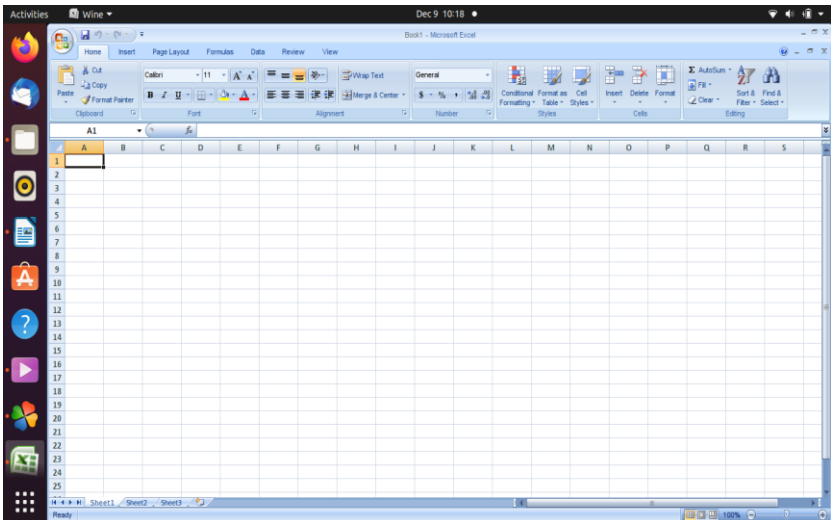 Activities Wine Dec 9 10:18
Book1 - Microsoft Excel
Home Insert Page Layout Formulas Data Review View
Paste
Cut
Copy
Format Painter
Clipboard
Calibri 11 A A
B I U A
Font
Wrap Text
Merge & Center
Alignment
General
$ % ,
Number
Conditional Formatting
Format as Table
Cell Styles
Styles
Insert Delete Format
Cells
Σ AutoSum
Fill
Clear
Sort & Filter
Find & Select
Editing
A1 fx
A B C D E F G H I J K L M N O P Q R S
1
2
3
4
5
6
7
8
9
10
11
12
13
14
15
16
17
18
19
20
21
22
23
24
25
Sheet1 Sheet2 Sheet3
Ready 100%